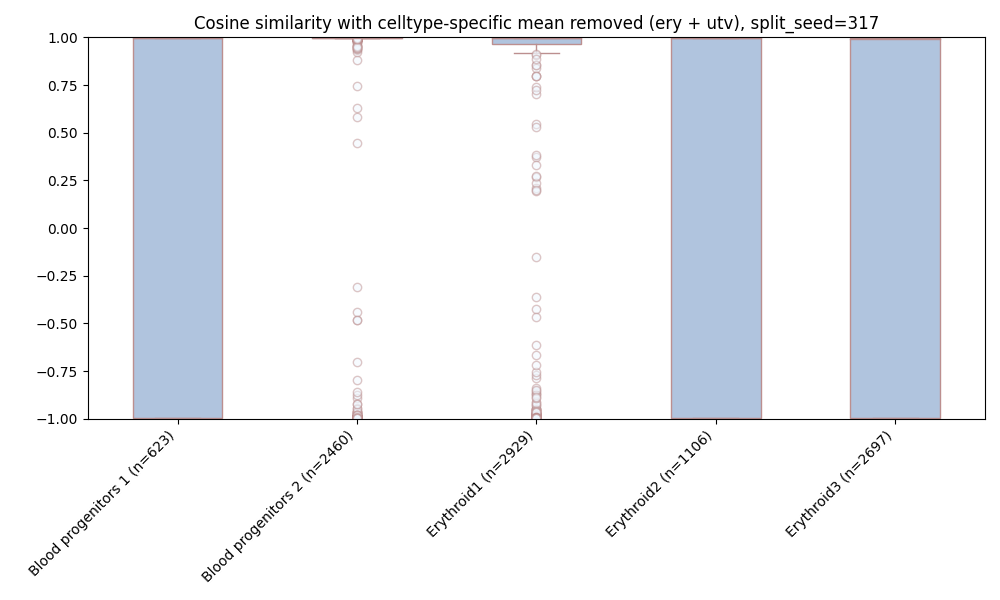 Cosine similarity with celltype-specific mean removed (ery + utv), split_seed=317
1.00
0.75
0.50
0.25
0.00
−0.25
−0.50
−0.75
−1.00
Blood progenitors 1 (n=623)
Blood progenitors 2 (n=2460)
Erythroid1 (n=2929)
Erythroid2 (n=1106)
Erythroid3 (n=2697)